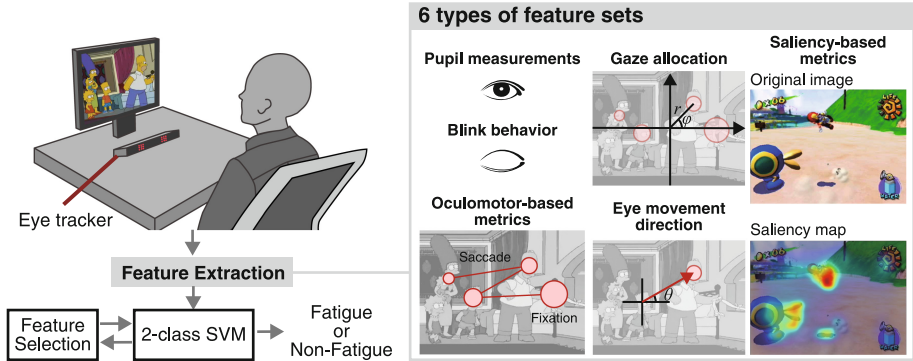 Eye tracker
Feature Extraction
Feature
Selection
2-class SVM
Fatigue
or
Non-Fatigue
6 types of feature sets
Pupil measurements
Blink behavior
Oculomotor-based
metrics
Saccade
Fixation
Gaze allocation
r
φ
Eye movement
direction
θ
Saliency-based
metrics
Original image
×06
LIFE
Saliency map